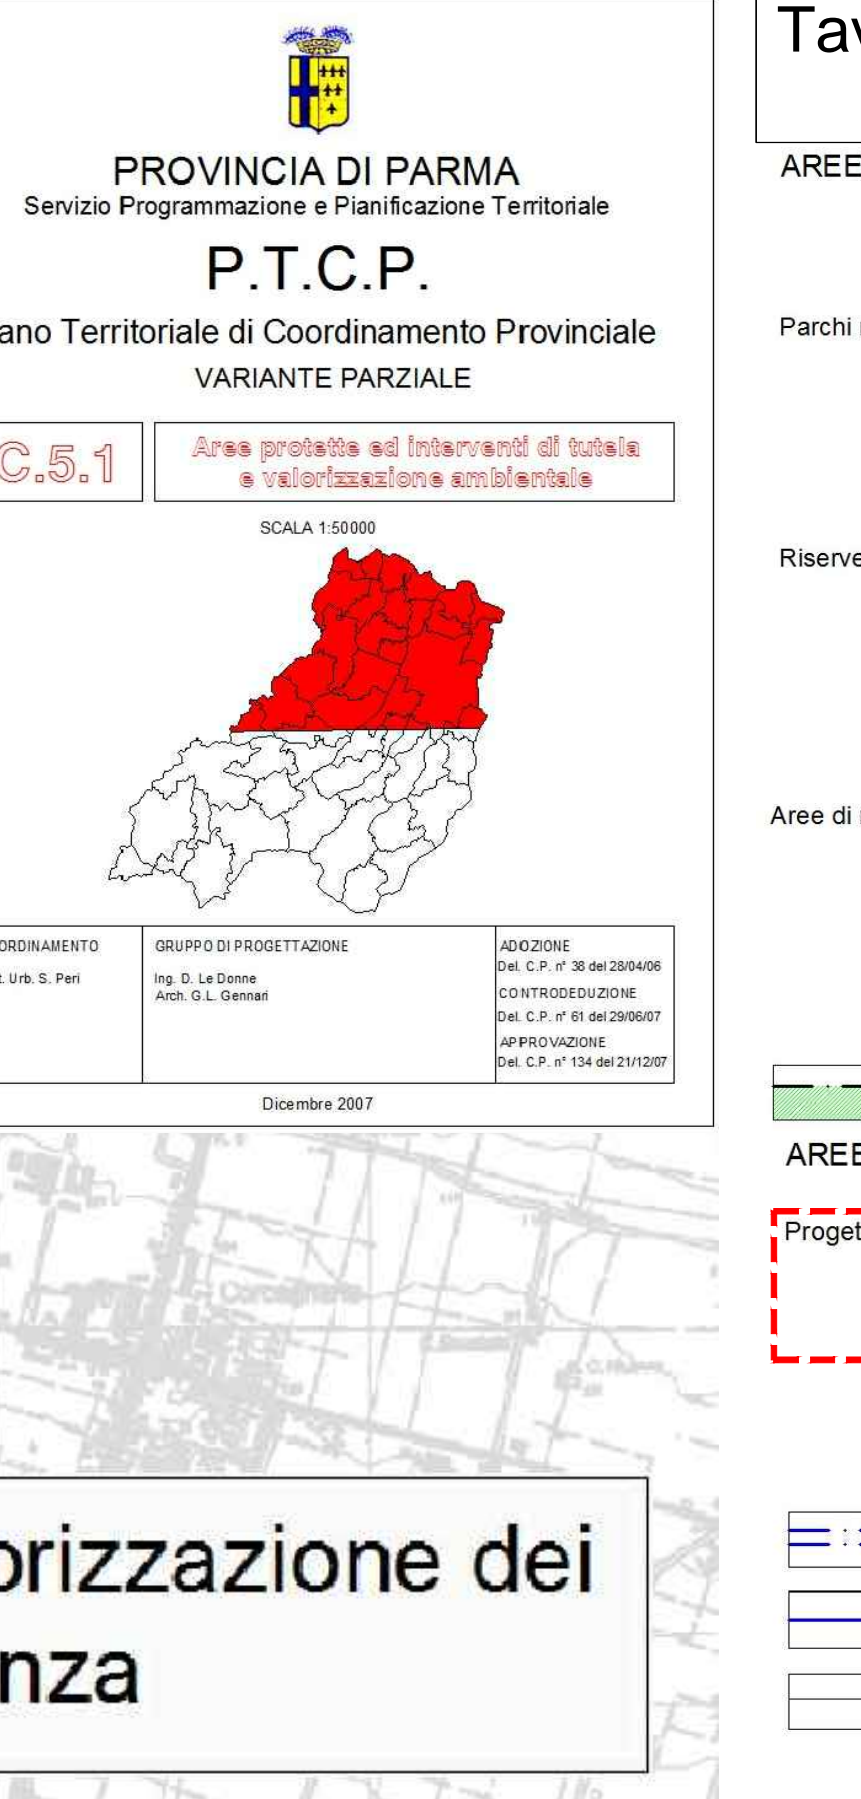 PROVINCIA DI PARMA
Servizio Programmazione e Pianificazione Territoriale
P.T.C.P.
ano Territoriale di Coordinamento Provinciale
VARIANTE PARZIALE
C.5.1
Aree protette ed interventi di tutela
e valorizzazione ambientale
SCALA 1:50000
ORDINAMENTO
t. Urb. S. Peri
GRUPPO DI PROGETTAZIONE
Ing. D. Le Donne
Arch. G.L. Gennari
ADOZIONE
Del. C.P. n° 38 del 28/04/06
CONTRODEDUZIONE
Del. C.P. n° 61 del 29/06/07
APPROVAZIONE
Del. C.P. n° 134 del 21/12/07
Dicembre 2007
Corcagnano
orizzazione dei
nza
Tav
AREE
Parchi
Riserve
Aree di
AREE
Proget